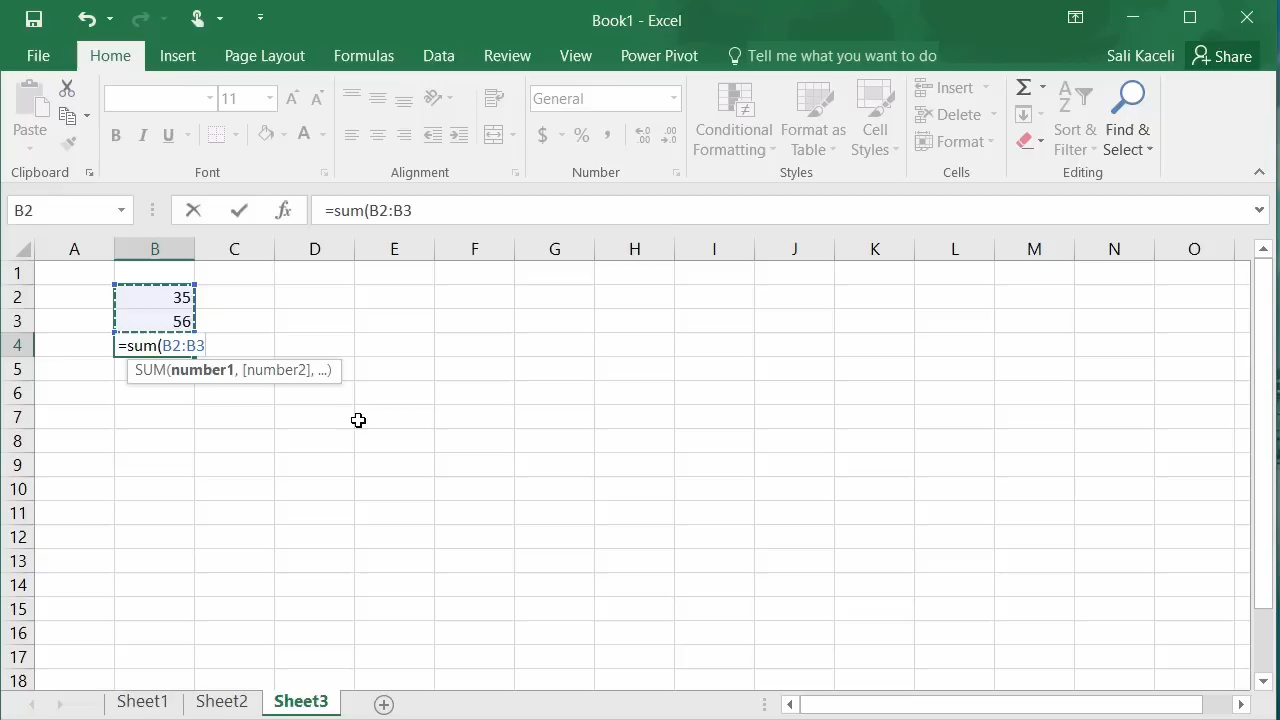 Book1 - Excel
File Home Insert Page Layout Formulas Data Review View Power Pivot Tell me what you want to do Sali Kaceli Share
Paste
11
B I U A A A
General
$ % ,
Conditional Formatting
Format as Table
Cell Styles
Insert
Delete
Format
Σ
A Z
Sort & Filter
Find & Select
Clipboard Font Alignment Number Styles Cells Editing
B2 fx =sum(B2:B3
A B C D E F G H I J K L M N O
1
2 35
3 56
4 =sum(B2:B3
5 SUM(number1, [number2], ...)
6
7
8
9
10
11
12
13
14
15
16
17
18
Sheet1 Sheet2 Sheet3